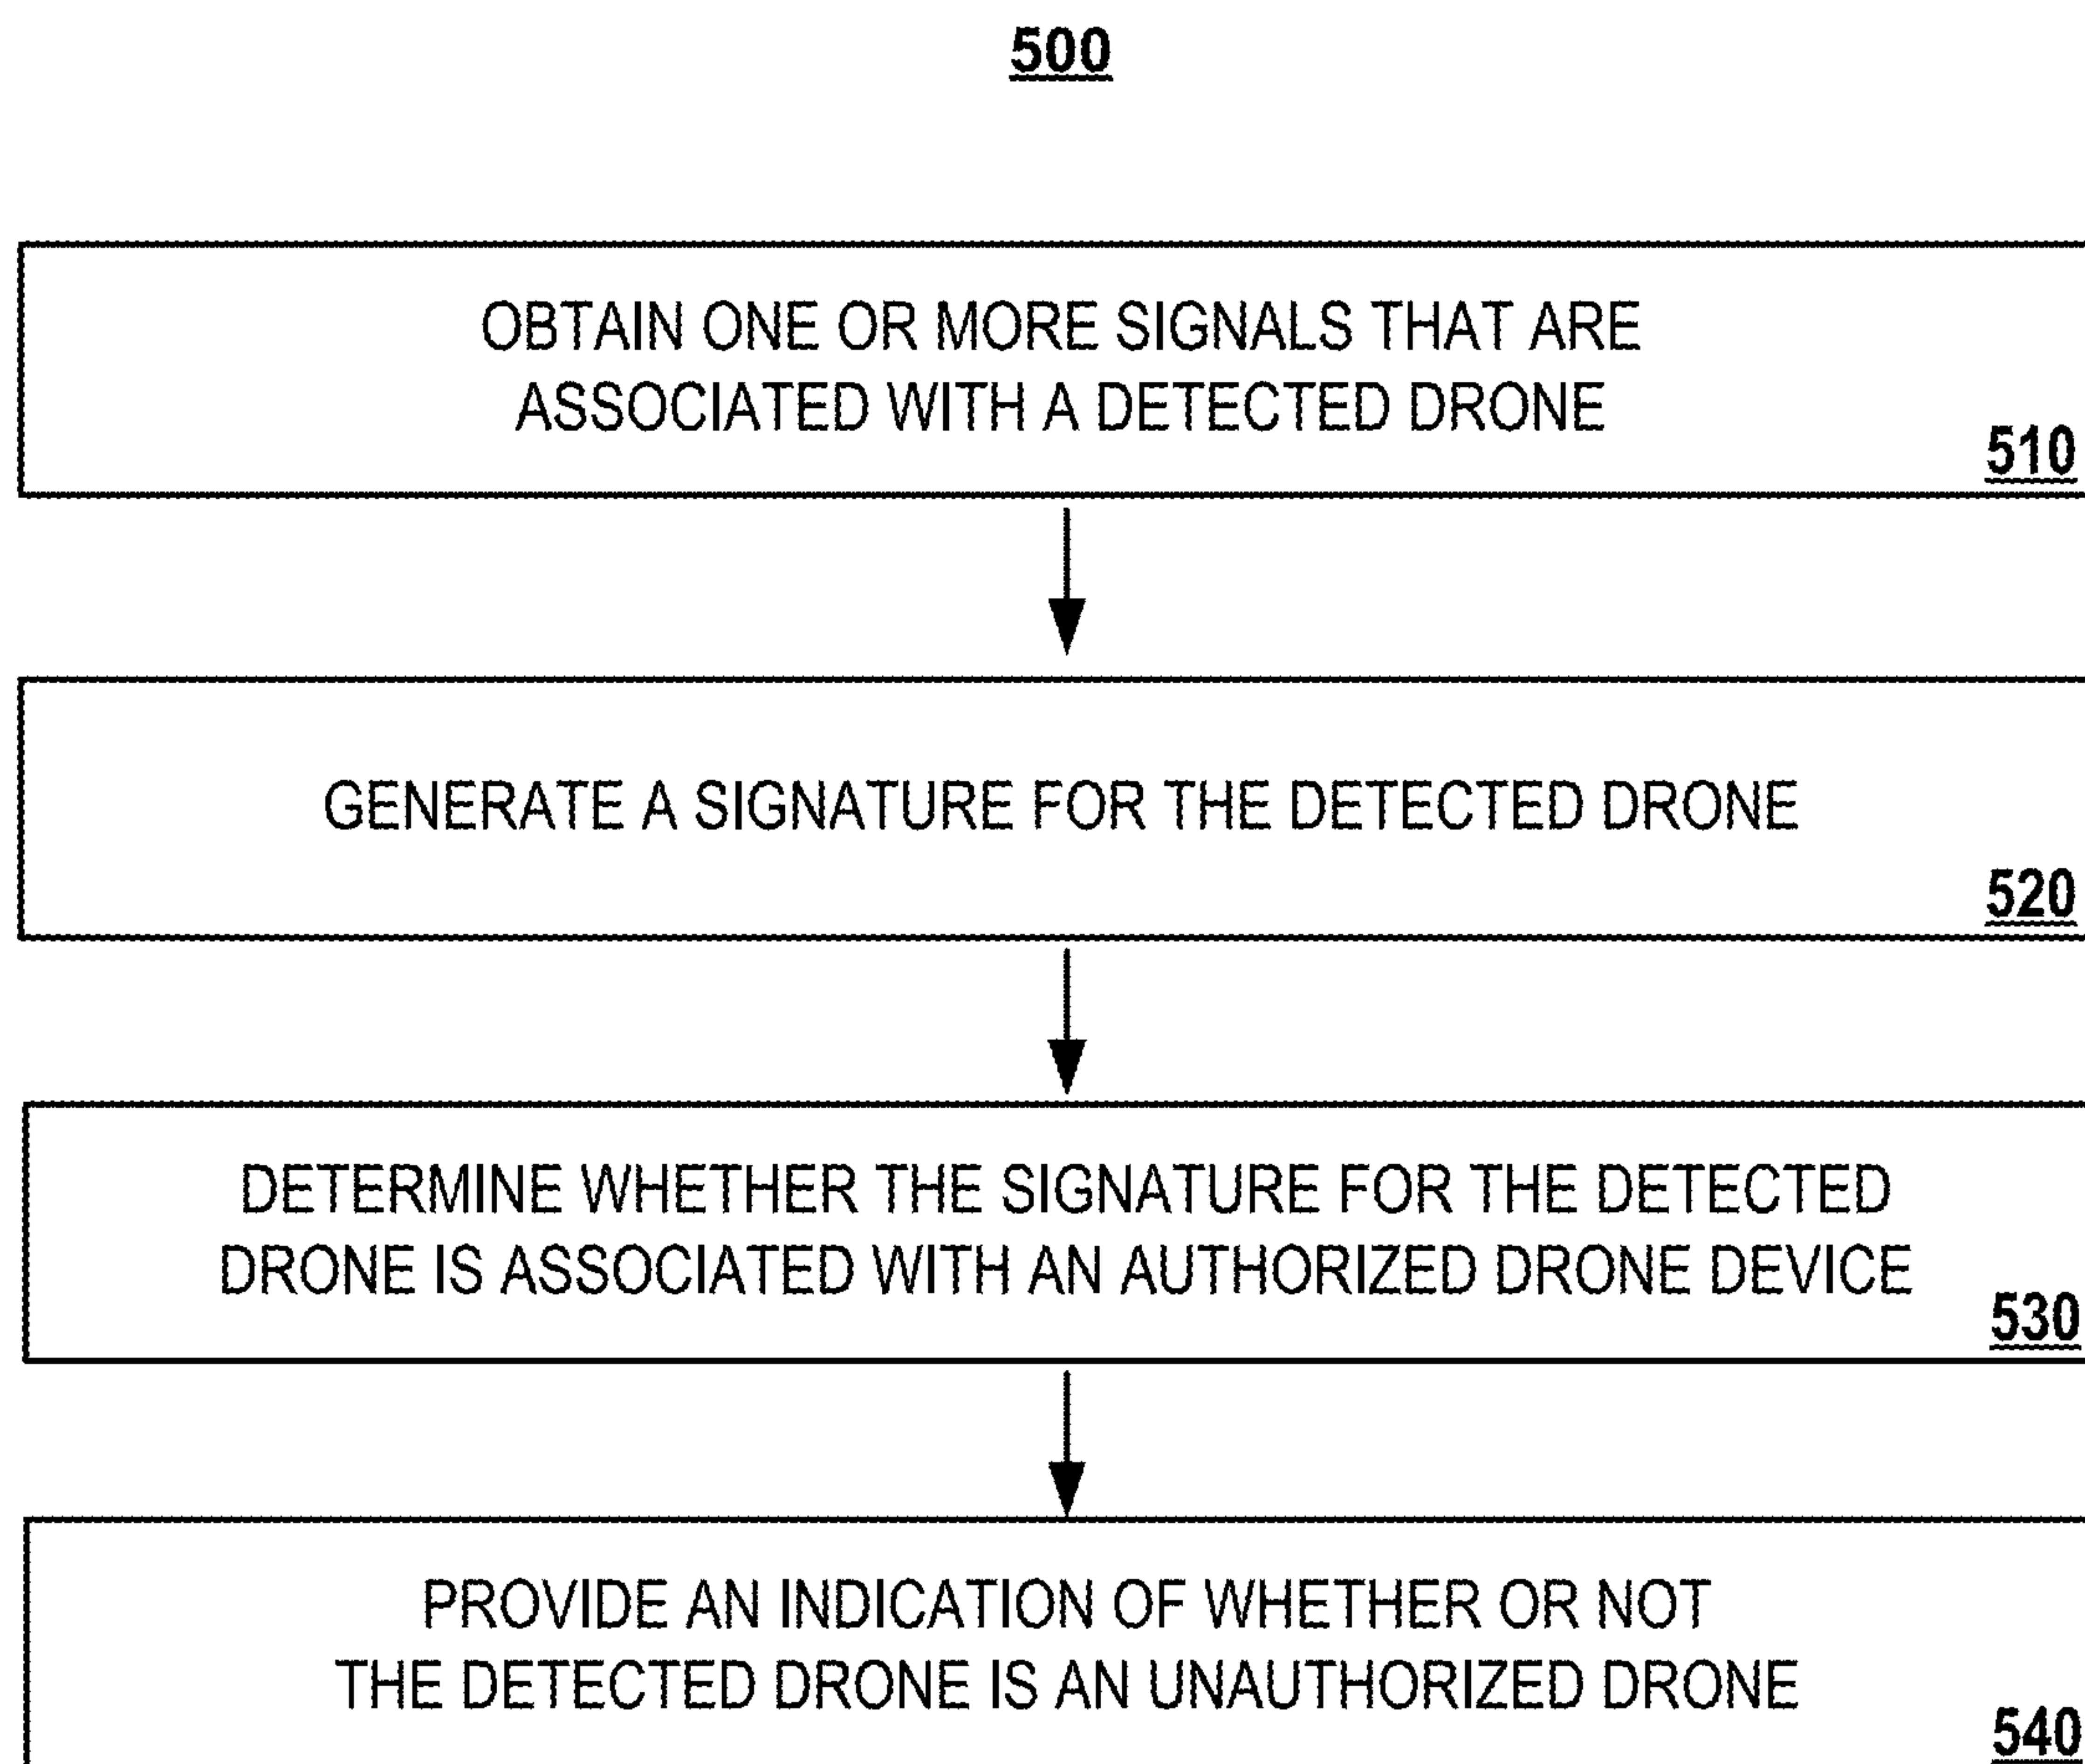 500
OBTAIN ONE OR MORE SIGNALS THAT ARE
ASSOCIATED WITH A DETECTED DRONE
510
GENERATE A SIGNATURE FOR THE DETECTED DRONE
520
DETERMINE WHETHER THE SIGNATURE FOR THE DETECTED
DRONE IS ASSOCIATED WITH AN AUTHORIZED DRONE DEVICE
530
PROVIDE AN INDICATION OF WHETHER OR NOT
THE DETECTED DRONE IS AN UNAUTHORIZED DRONE
540